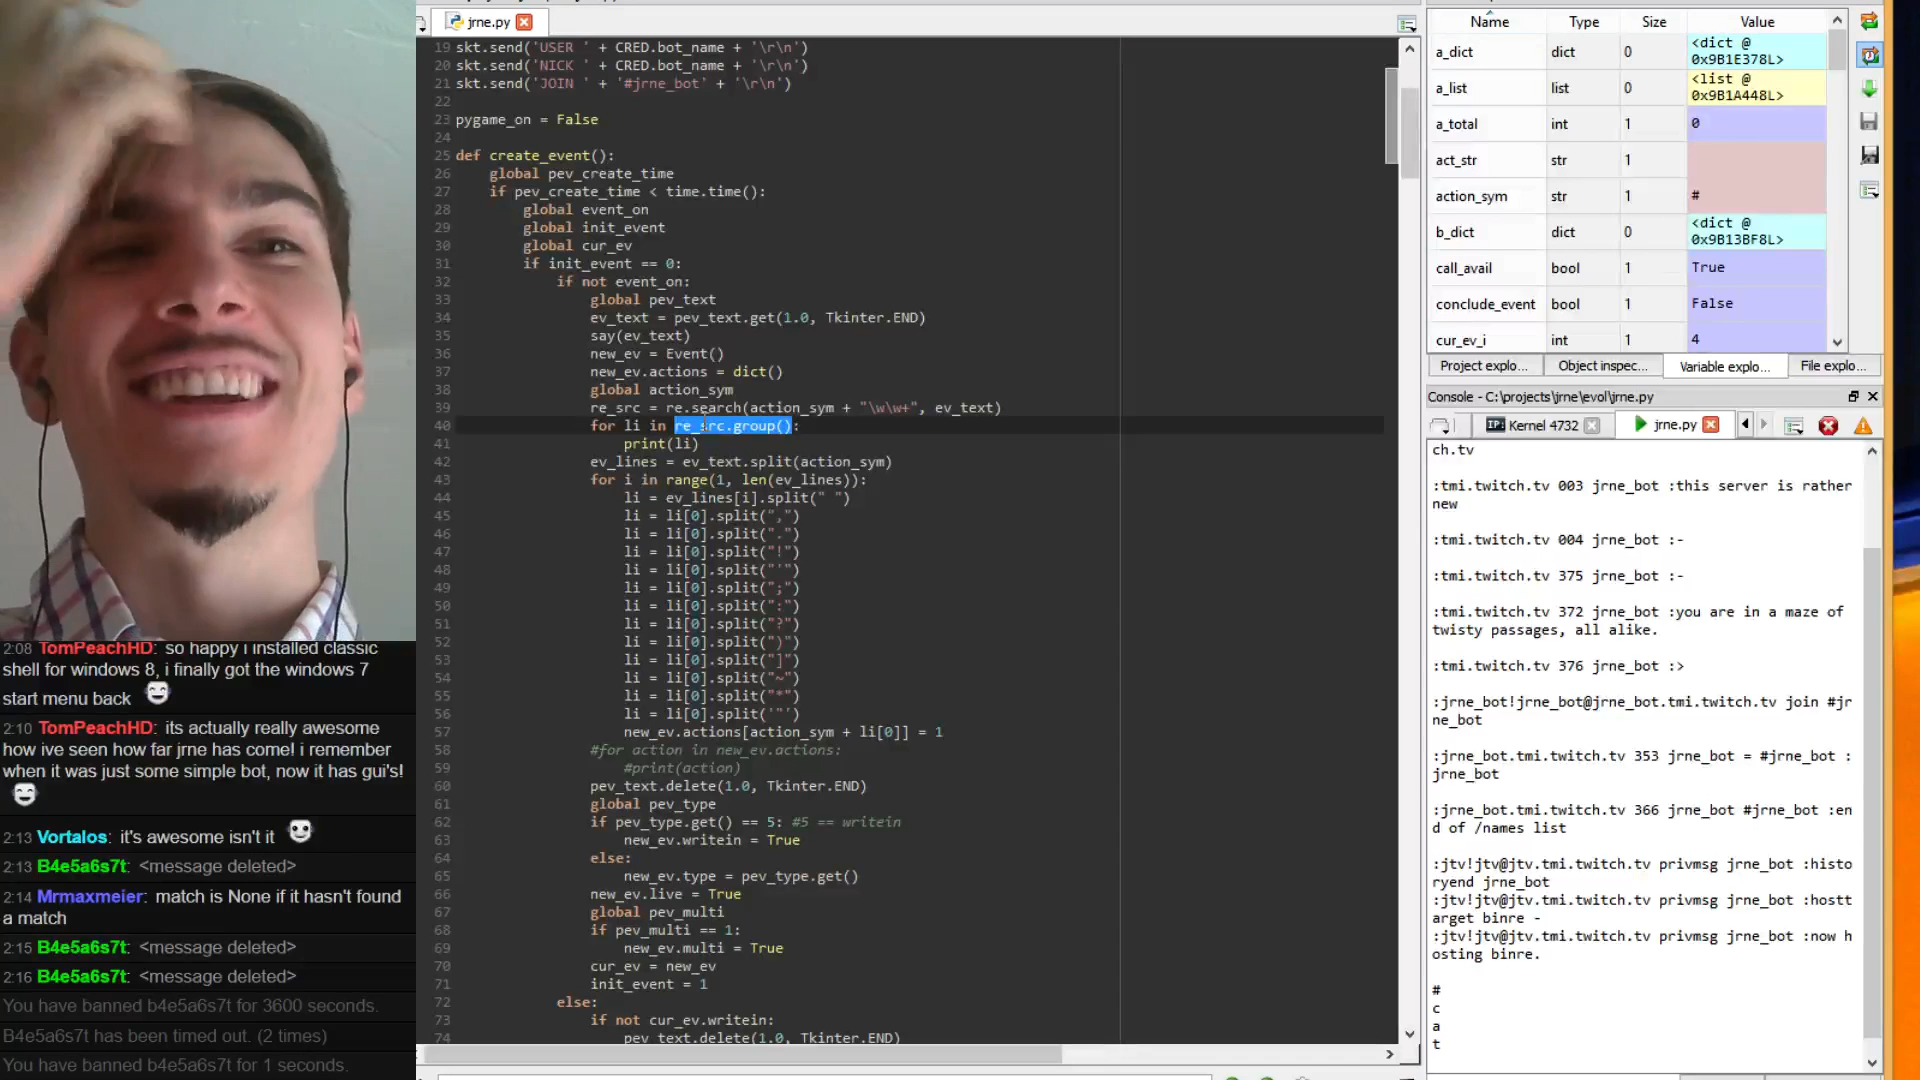 2:08 TomPeachHD: so happy i installed classic
shell for windows 8, i finally got the windows 7
start menu back
2:10 TomPeachHD: its actually really awesome
how ive seen how far jrne has come! i remember
when it was just some simple bot, now it has gui's!
2:13 Vortalos: it's awesome isn't it
2:13 B4e5a6s7t: <message deleted>
2:14 Mrmaxmeier: match is None if it hasn't found
a match
2:15 B4e5a6s7t: <message deleted>
2:16 B4e5a6s7t: <message deleted>
You have banned b4e5a6s7t for 3600 seconds.
B4e5a6s7t has been timed out. (2 times)
You have banned b4e5a6s7t for 1 seconds.
jrne.py
19 skt.send('USER ' + CRED.bot_name + '\r\n')
20 skt.send('NICK ' + CRED.bot_name + '\r\n')
21 skt.send('JOIN ' + '#jrne_bot' + '\r\n')
22
23 pygame_on = False
24
25 def create_event():
26 global pev_create_time
27 if pev_create_time < time.time():
28 global event_on
29 global init_event
30 global cur_ev
31 if init_event == 0:
32 if not event_on:
33 global pev_text
34 ev_text = pev_text.get(1.0, Tkinter.END)
35 say(ev_text)
36 new_ev = Event()
37 new_ev.actions = dict()
38 global action_sym
39 re_src = re.search(action_sym + "\w\w+", ev_text)
40 for li in re_src.group():
41 print(li)
42 ev_lines = ev_text.split(action_sym)
43 for i in range(1, len(ev_lines)):
44 li = ev_lines[i].split(" ")
45 li = li[0].split(",")
46 li = li[0].split(".")
47 li = li[0].split("!")
48 li = li[0].split("'")
49 li = li[0].split(";")
50 li = li[0].split(":")
51 li = li[0].split("?")
52 li = li[0].split(")")
53 li = li[0].split("]")
54 li = li[0].split("~")
55 li = li[0].split("*")
56 li = li[0].split('"')
57 new_ev.actions[action_sym + li[0]] = 1
58 #for action in new_ev.actions:
59 #print(action)
60 pev_text.delete(1.0, Tkinter.END)
61 global pev_type
62 if pev_type.get() == 5: #5 == writein
63 new_ev.writein = True
64 else:
65 new_ev.type = pev_type.get()
66 new_ev.live = True
67 global pev_multi
68 if pev_multi == 1:
69 new_ev.multi = True
70 cur_ev = new_ev
71 init_event = 1
72 else:
73 if not cur_ev.writein:
74 pev_text.delete(1.0, Tkinter.END)
Name Type Size Value
a_dict dict 0 <dict @
0x9B1E378L>
a_list list 0 <list @
0x9B1A448L>
a_total int 1 0
act_str str 1
action_sym str 1 #
b_dict dict 0 <dict @
0x9B13BF8L>
call_avail bool 1 True
conclude_event bool 1 False
cur_ev_i int 1 4
Project explo... Object inspec... Variable explo... File explo...
Console - C:\projects\jrne\evol\jrne.py
IP: Kernel 4732 jrne.py
ch.tv
:tmi.twitch.tv 003 jrne_bot :this server is rather
new
:tmi.twitch.tv 004 jrne_bot :-
:tmi.twitch.tv 375 jrne_bot :-
:tmi.twitch.tv 372 jrne_bot :you are in a maze of
twisty passages, all alike.
:tmi.twitch.tv 376 jrne_bot :>
:jrne_bot!jrne_bot@jrne_bot.tmi.twitch.tv join #jr
ne_bot
:jrne_bot.tmi.twitch.tv 353 jrne_bot = #jrne_bot :
jrne_bot
:jrne_bot.tmi.twitch.tv 366 jrne_bot #jrne_bot :en
d of /names list
:jtv!jtv@jtv.tmi.twitch.tv privmsg jrne_bot :histo
ryend jrne_bot
:jtv!jtv@jtv.tmi.twitch.tv privmsg jrne_bot :hostt
arget binre -
:jtv!jtv@jtv.tmi.twitch.tv privmsg jrne_bot :now h
osting binre.
#
c
a
t